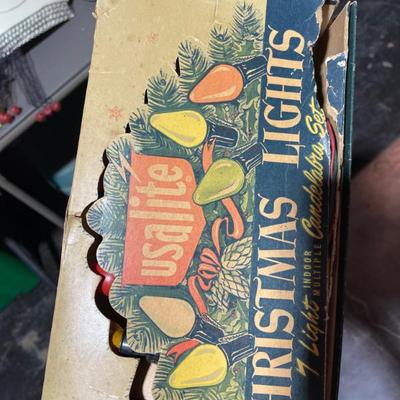 usalite
CHRISTMAS LIGHTS
7 Light INDOOR MULTIPLE Candelabra Set